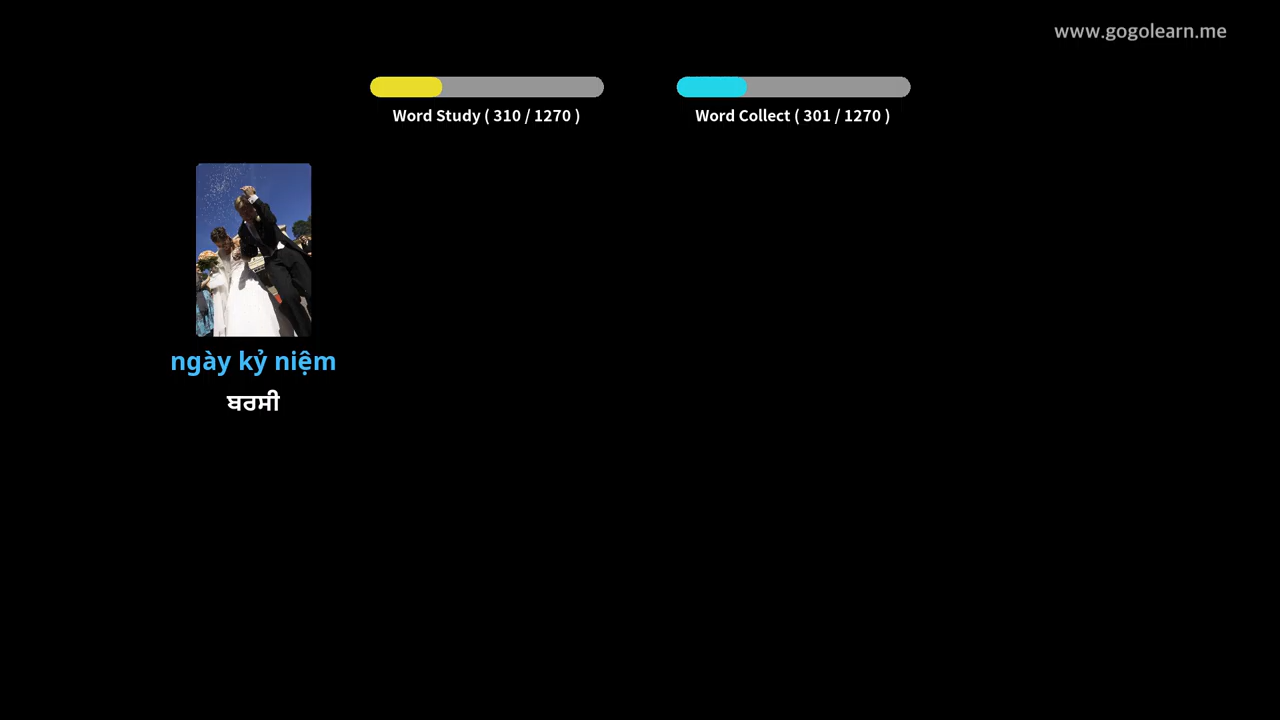 www.gogolearn.me
Word Study ( 310 / 1270 )
Word Collect ( 301 / 1270 )
ngày kỷ niệm
ਬਰਸੀ